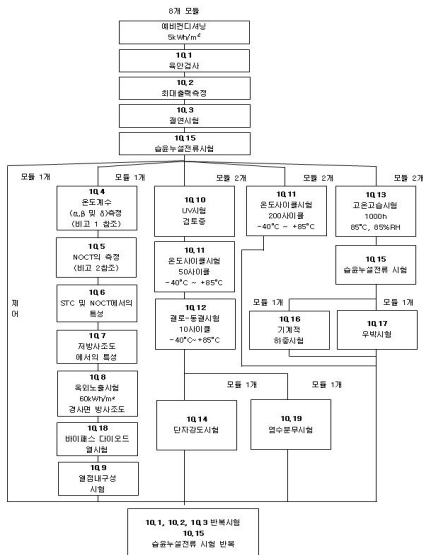 8개 모듈
예비컨디셔닝
5kWh/m²
10.1
육안검사
10.2
최대출력측정
10.3
절연시험
10.15
습윤누설전류시험
모듈 1개
모듈 1개
모듈 2개
모듈 2개
모듈 2개
제
어
10.4
온도계수
(α,β 및 δ)측정
(비고 1 참조)
10.5
NOCT의 측정
(비고 2참조)
10.6
STC 및 NOCT에서의
특성
10.7
저방사조도
에서의 특성
10.8
옥외노출시험
60kWh/m²
경사면 방사조도
10.18
바이패스 다이오드
열시험
10.9
열점내구성
시험
10.10
UV시험
검토중
10.11
온도사이클시험
50사이클
-40°C ~ +85°C
10.12
결로-동결시험
10사이클
-40°C~+85°C
모듈 1개
10.14
단자강도시험
모듈 1개
10.19
염수분무시험
10.11
온도사이클시험
200사이클
-40°C ~ +85°C
10.13
고온고습시험
1000h
85°C, 85%RH
10.15
습윤누설전류 시험
모듈 1개
모듈 1개
10.16
기계적
하중시험
10.17
우박시험
10.1, 10.2, 10.3 반복시험
10.15
습윤누설전류 시험 반복